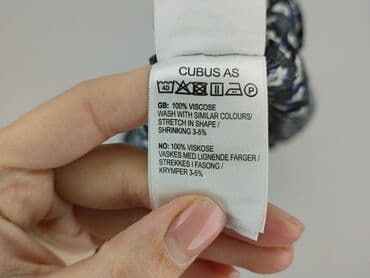 CUBUS AS
40 P
GB: 100% VISCOSE
WASH WITH SIMILAR COLOURS/
STRETCH IN SHAPE /
SHRINKING 3-5%
NO: 100% VISKOSE
VASKES MED LIGNENDE FARGER /
STREKKES I FASONG /
KRYMPER 3-5%